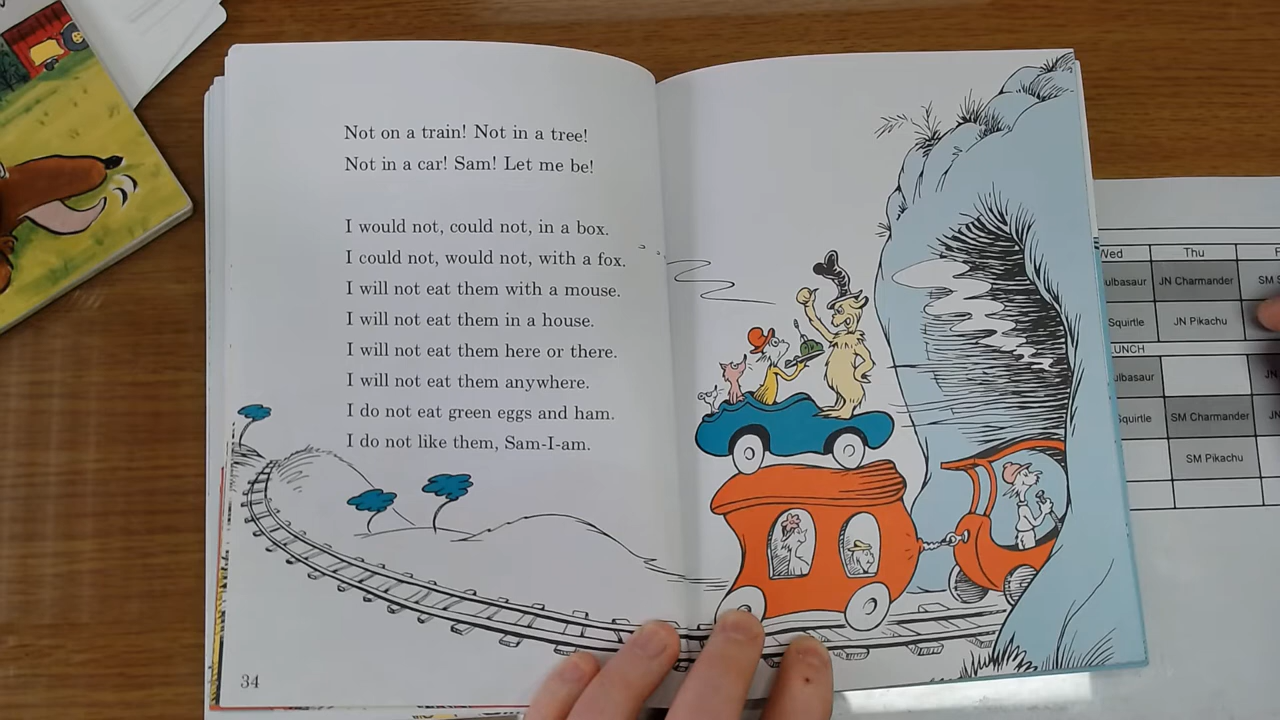 Not on a train! Not in a tree!
Not in a car! Sam! Let me be!
I would not, could not, in a box.
I could not, would not, with a fox.
I will not eat them with a mouse.
I will not eat them in a house.
I will not eat them here or there.
I will not eat them anywhere.
I do not eat green eggs and ham.
I do not like them, Sam-I-am.
34
Wed Thu
JN Charmander SM
Squirtle JN Pikachu
LUNCH
Squirtle SM Charmander
SM Pikachu